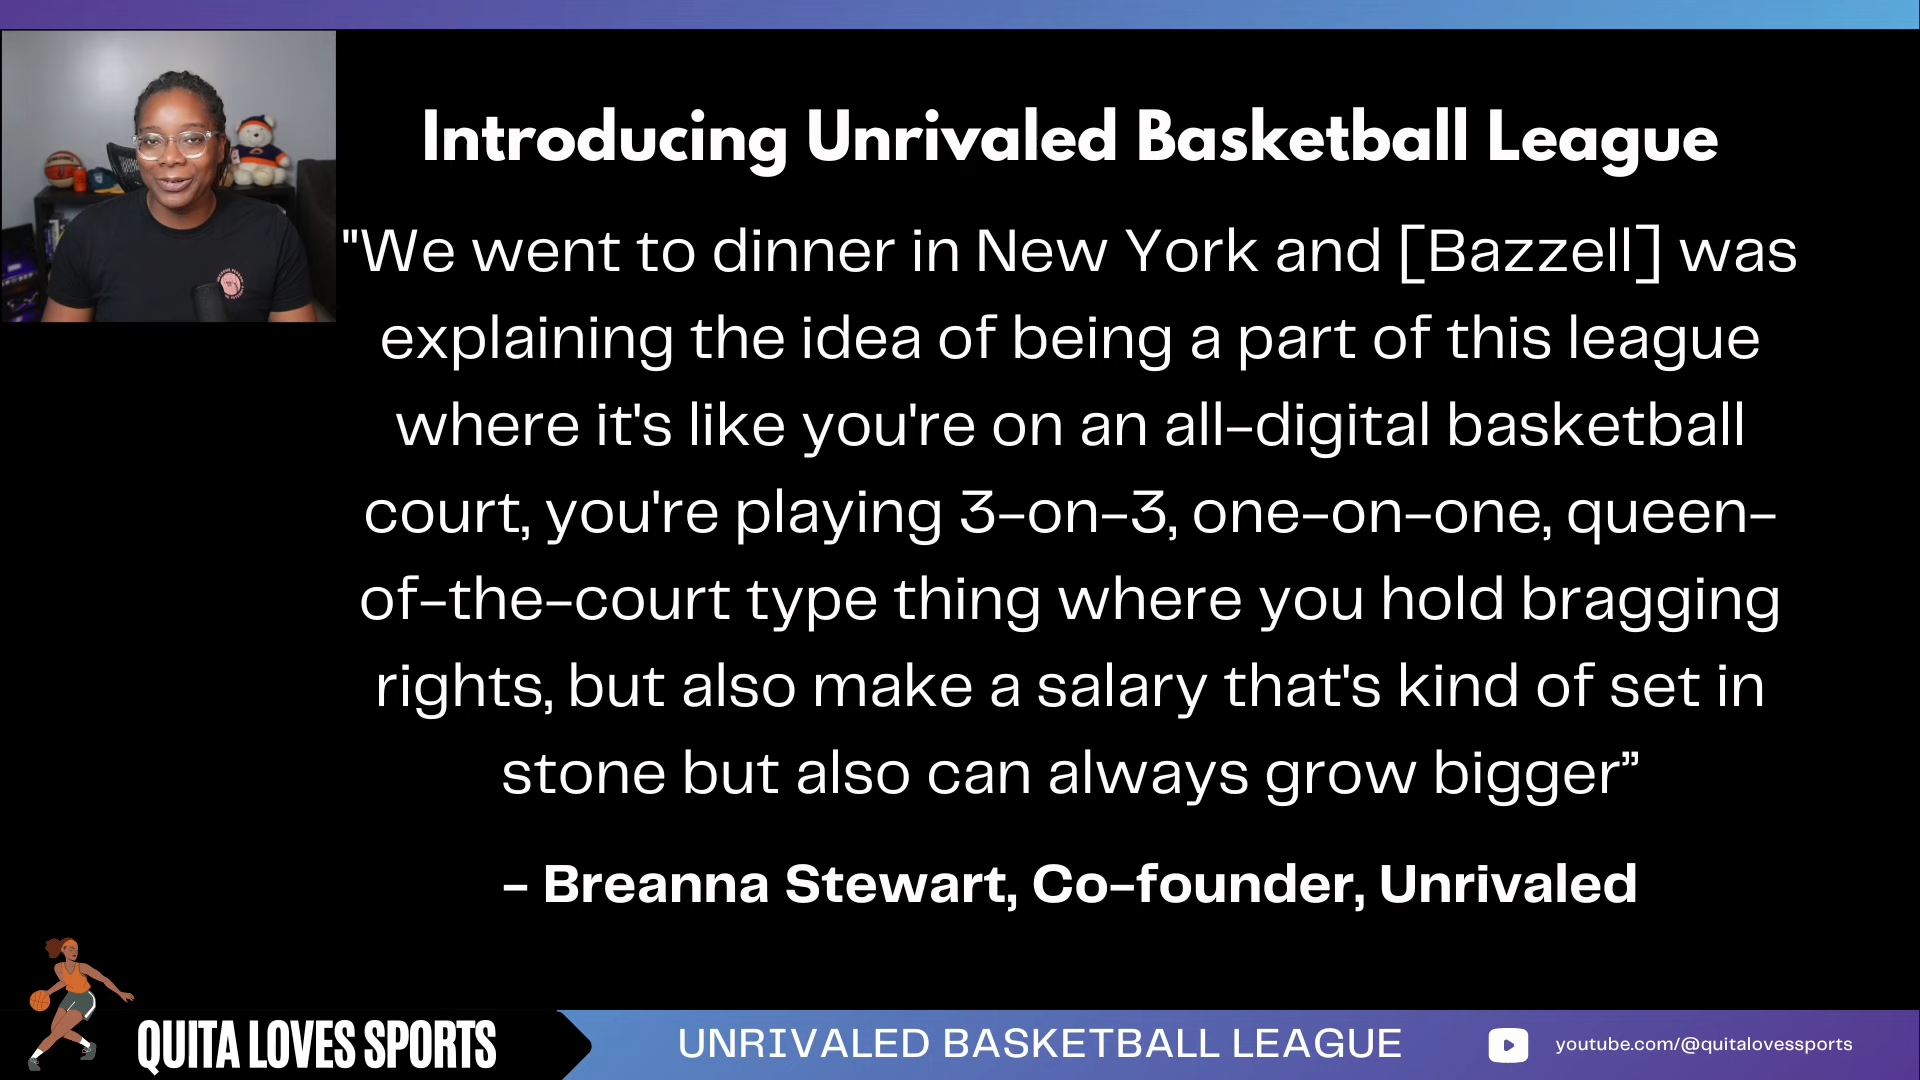 Introducing Unrivaled Basketball League
"We went to dinner in New York and [Bazzell] was
explaining the idea of being a part of this league
where it's like you're on an all-digital basketball
court, you're playing 3-on-3, one-on-one, queen-
of-the-court type thing where you hold bragging
rights, but also make a salary that's kind of set in
stone but also can always grow bigger”
- Breanna Stewart, Co-founder, Unrivaled
QUITA LOVES SPORTS
UNRIVALED BASKETBALL LEAGUE
youtube.com/@quitalovessports